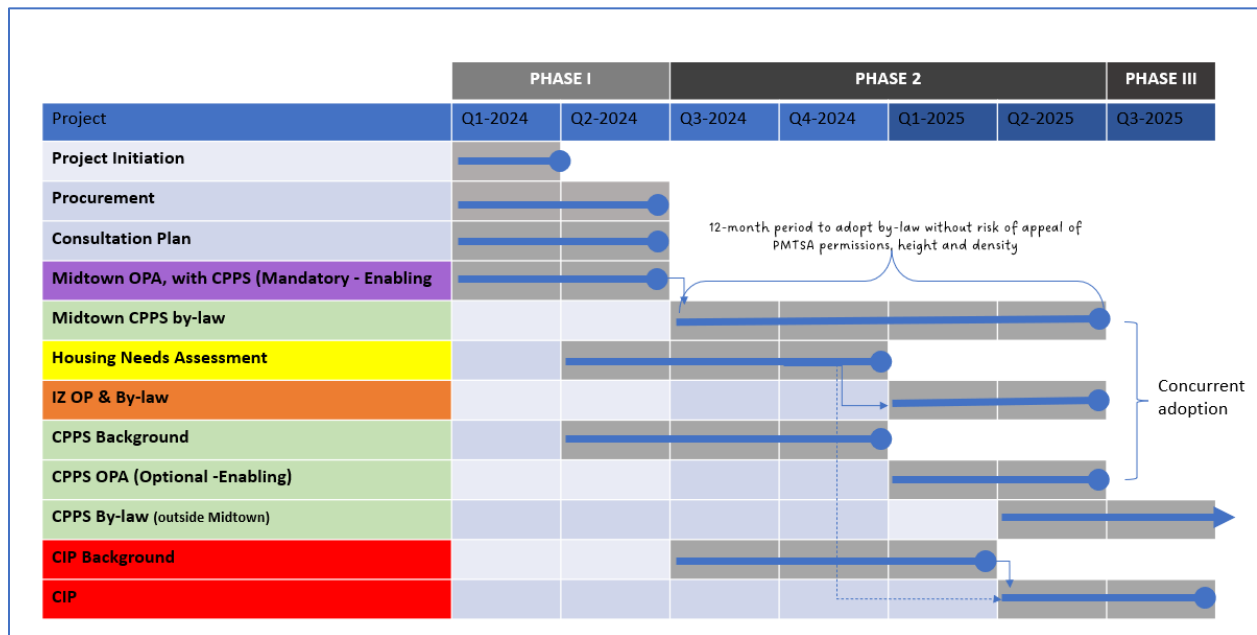 PHASE I PHASE 2 PHASE III
Project Q1-2024 Q2-2024 Q3-2024 Q4-2024 Q1-2025 Q2-2025 Q3-2025
Project Initiation
Procurement
Consultation Plan
12-month period to adopt by-law without risk of appeal of
PMTSA permissions, height and density
Midtown OPA, with CPPS (Mandatory - Enabling
Midtown CPPS by-law
Housing Needs Assessment
IZ OP & By-law
Concurrent
adoption
CPPS Background
CPPS OPA (Optional -Enabling)
CPPS By-law (outside Midtown)
CIP Background
CIP